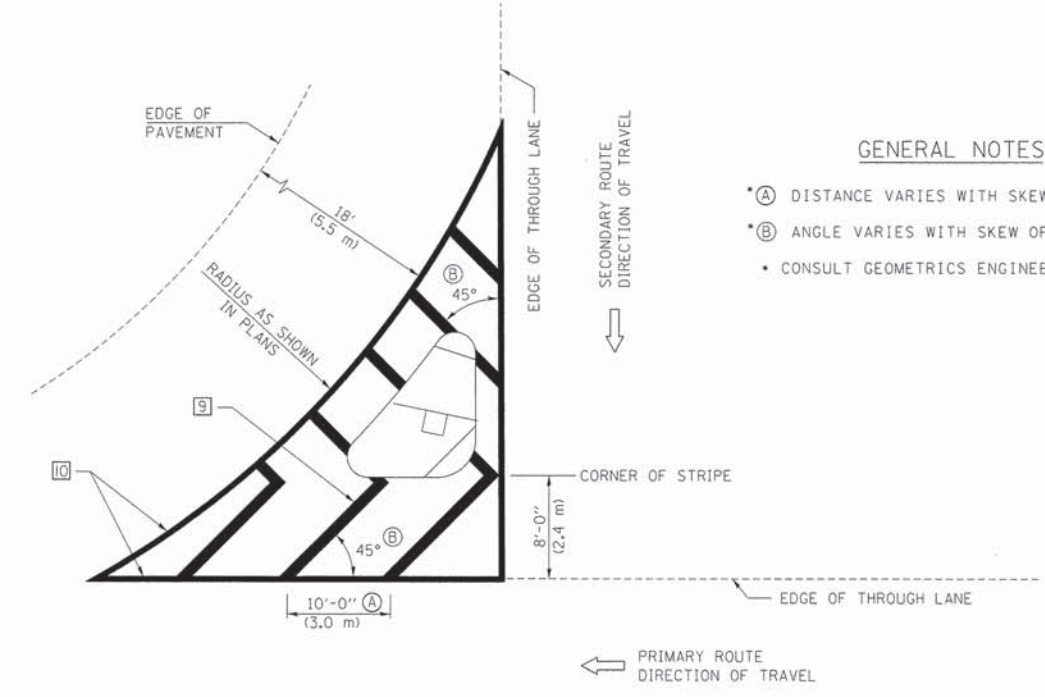 EDGE OF
PAVEMENT
18'
(5.5 m)
RADIUS AS SHOWN
IN PLANS
EDGE OF THROUGH LANE
SECONDARY ROUTE
DIRECTION OF TRAVEL
GENERAL NOTES
*Ⓐ DISTANCE VARIES WITH SKEW
*Ⓑ ANGLE VARIES WITH SKEW OF
• CONSULT GEOMETRICS ENGINEE
Ⓑ
45°
9
10
CORNER OF STRIPE
8'-0"
(2.4 m)
45° Ⓑ
10'-0" Ⓐ
(3.0 m)
EDGE OF THROUGH LANE
PRIMARY ROUTE
DIRECTION OF TRAVEL